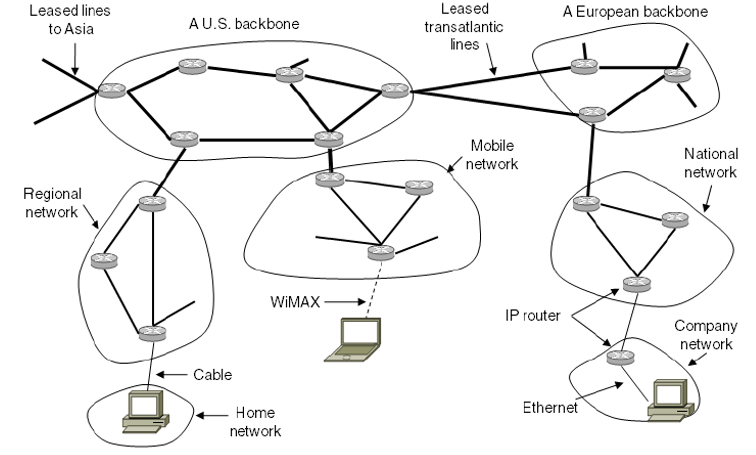 Leased lines
to Asia
A U.S. backbone
Leased
transatlantic
lines
A European backbone
Regional
network
Mobile
network
National
network
WiMAX
IP router
Company
network
Cable
Ethernet
Home
network